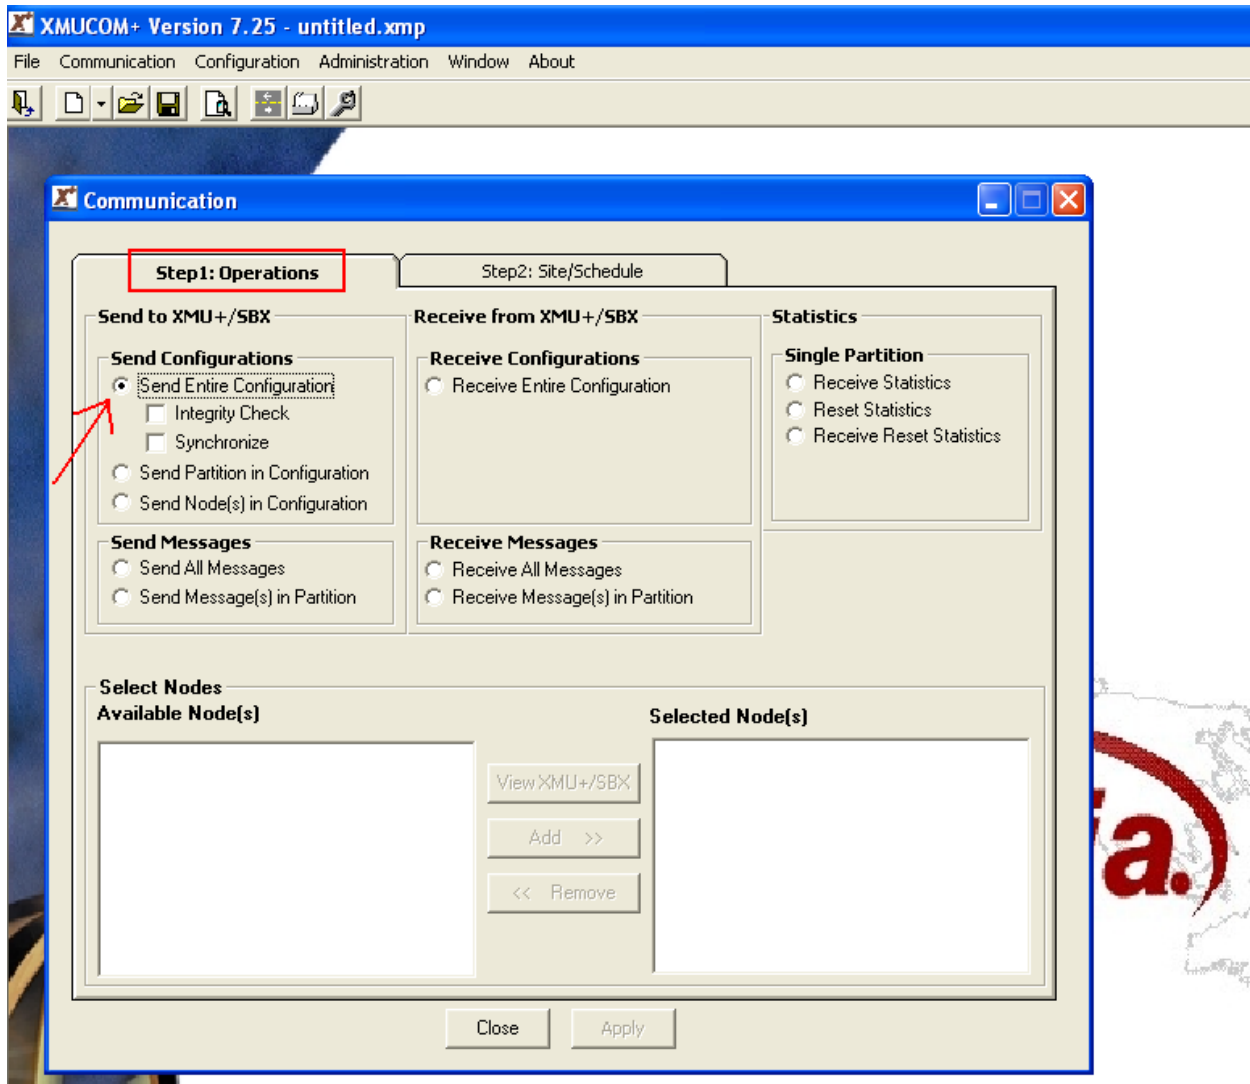 XMUCOM+ Version 7.25 - untitled.xmp
File Communication Configuration Administration Window About
Communication
Step1: Operations
Step2: Site/Schedule
Send to XMU+/SBX
Send Configurations
Send Entire Configuration
Integrity Check
Synchronize
Send Partition in Configuration
Send Node(s) in Configuration
Send Messages
Send All Messages
Send Message(s) in Partition
Receive from XMU+/SBX
Receive Configurations
Receive Entire Configuration
Receive Messages
Receive All Messages
Receive Message(s) in Partition
Statistics
Single Partition
Receive Statistics
Reset Statistics
Receive Reset Statistics
Select Nodes
Available Node(s)
Selected Node(s)
View XMU+/SBX
Add >>
<< Remove
Close
Apply